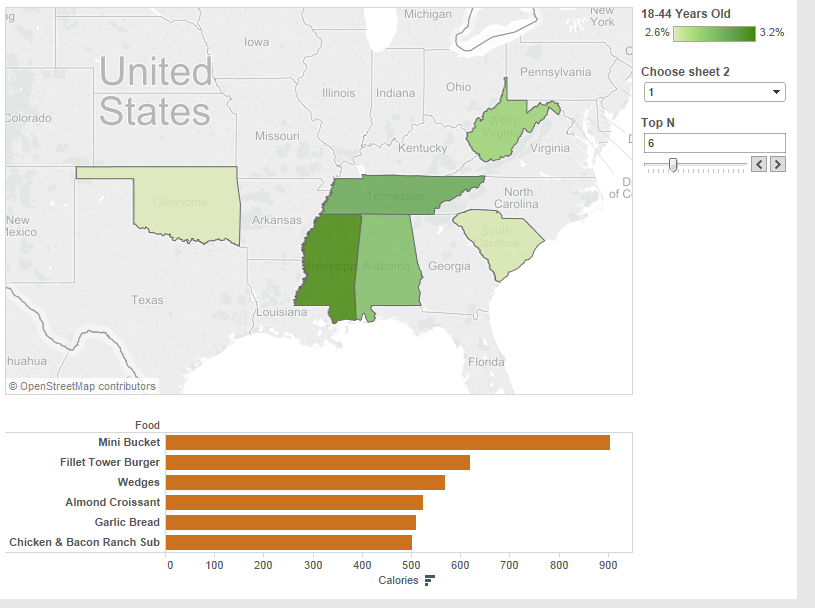 Michigan
New
York
ng
Iowa
United
States
Pennsylvania
Ohio
Illinois
Indiana
Colorado
West
Virginia
Missouri
Kentucky
Virginia
Oklahoma
Tennessee
North
Carolina
Arkansas
New
Mexico
South
Carolina
Mississippi
Alabama
Georgia
Texas
Louisiana
Florida
huahua
© OpenStreetMap contributors
18-44 Years Old
2.6%
3.2%
Choose sheet 2
1
Top N
6
D
of C
Food
Mini Bucket
Fillet Tower Burger
Wedges
Almond Croissant
Garlic Bread
Chicken & Bacon Ranch Sub
0 100 200 300 400 500 600 700 800 900
Calories